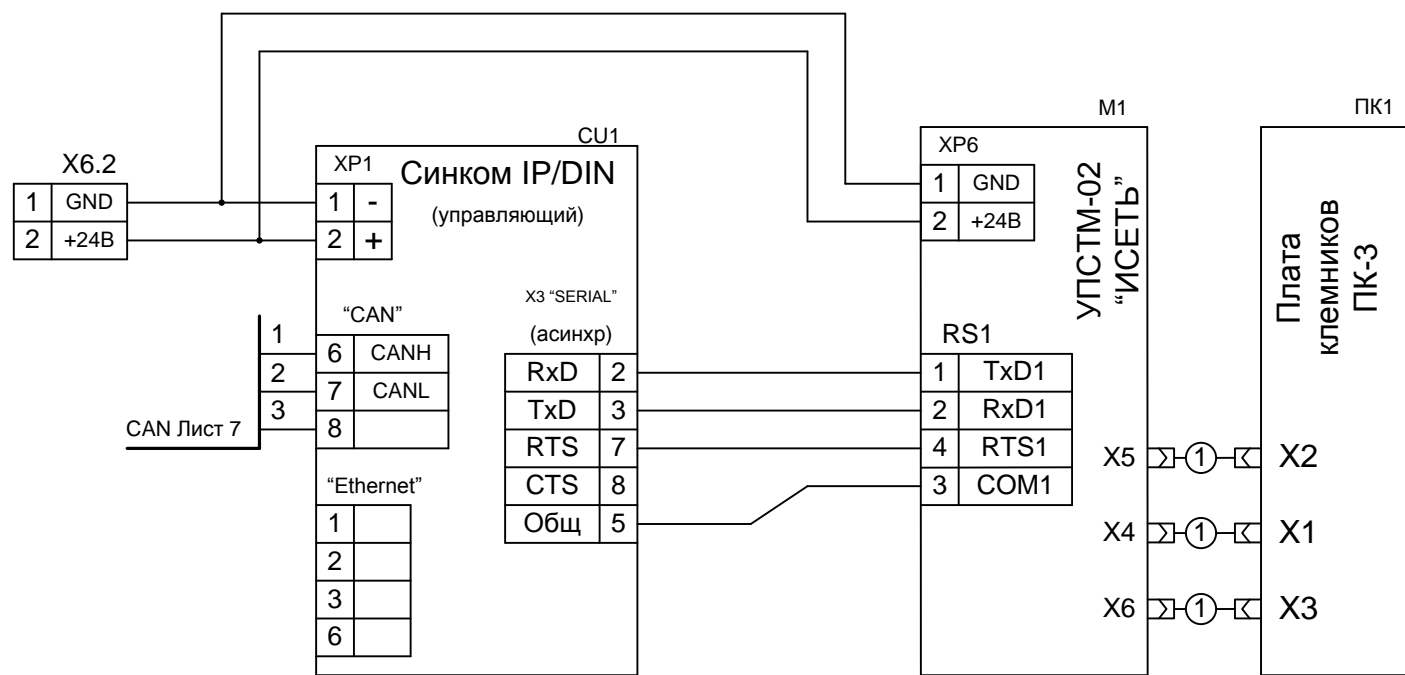 X6.2
1 GND
2 +24В
CU1
XP1
1 -
2 +
Синком IP/DIN
(управляющий)
"CAN"
1
2
3
6 CANH
7 CANL
8
CAN Лист 7
"Ethernet"
1
2
3
6
X3 "SERIAL"
(асинхр)
RxD 2
TxD 3
RTS 7
CTS 8
Общ 5
М1
XP6
1 GND
2 +24В
УПСТМ-02
"ИСЕТЬ"
RS1
1 TxD1
2 RxD1
4 RTS1
3 COM1
X5 1 X2
X4 1 X1
X6 1 X3
ПК1
Плата
клемников
ПК-3